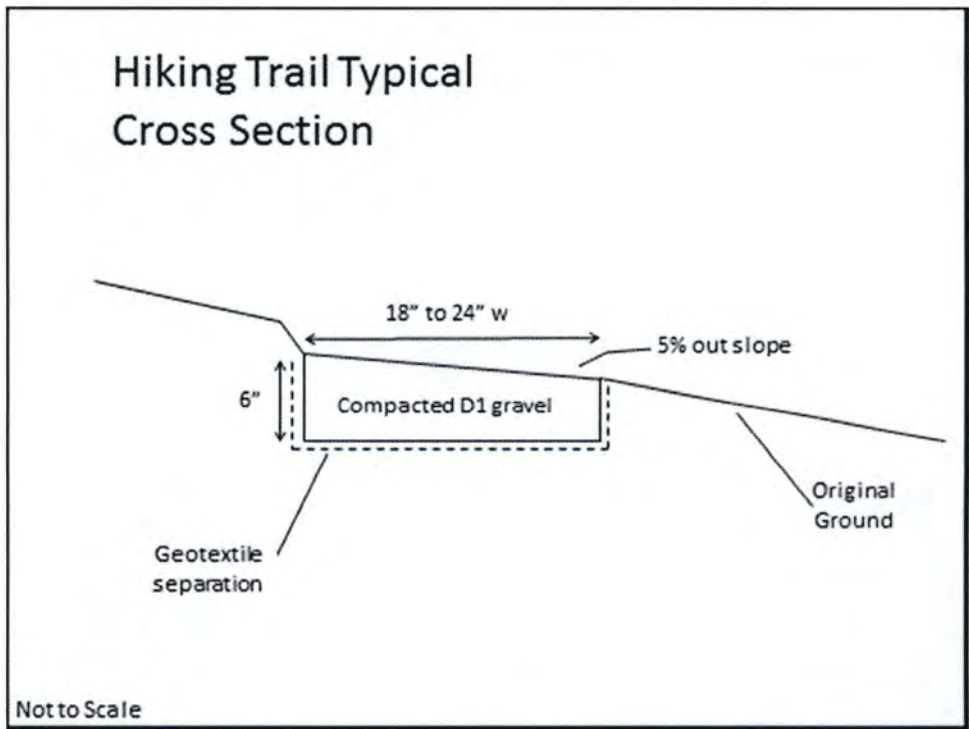 Hiking Trail Typical
Cross Section
18” to 24” w
5% out slope
6”
Compacted D1 gravel
Original
Ground
Geotextile
separation
Not to Scale